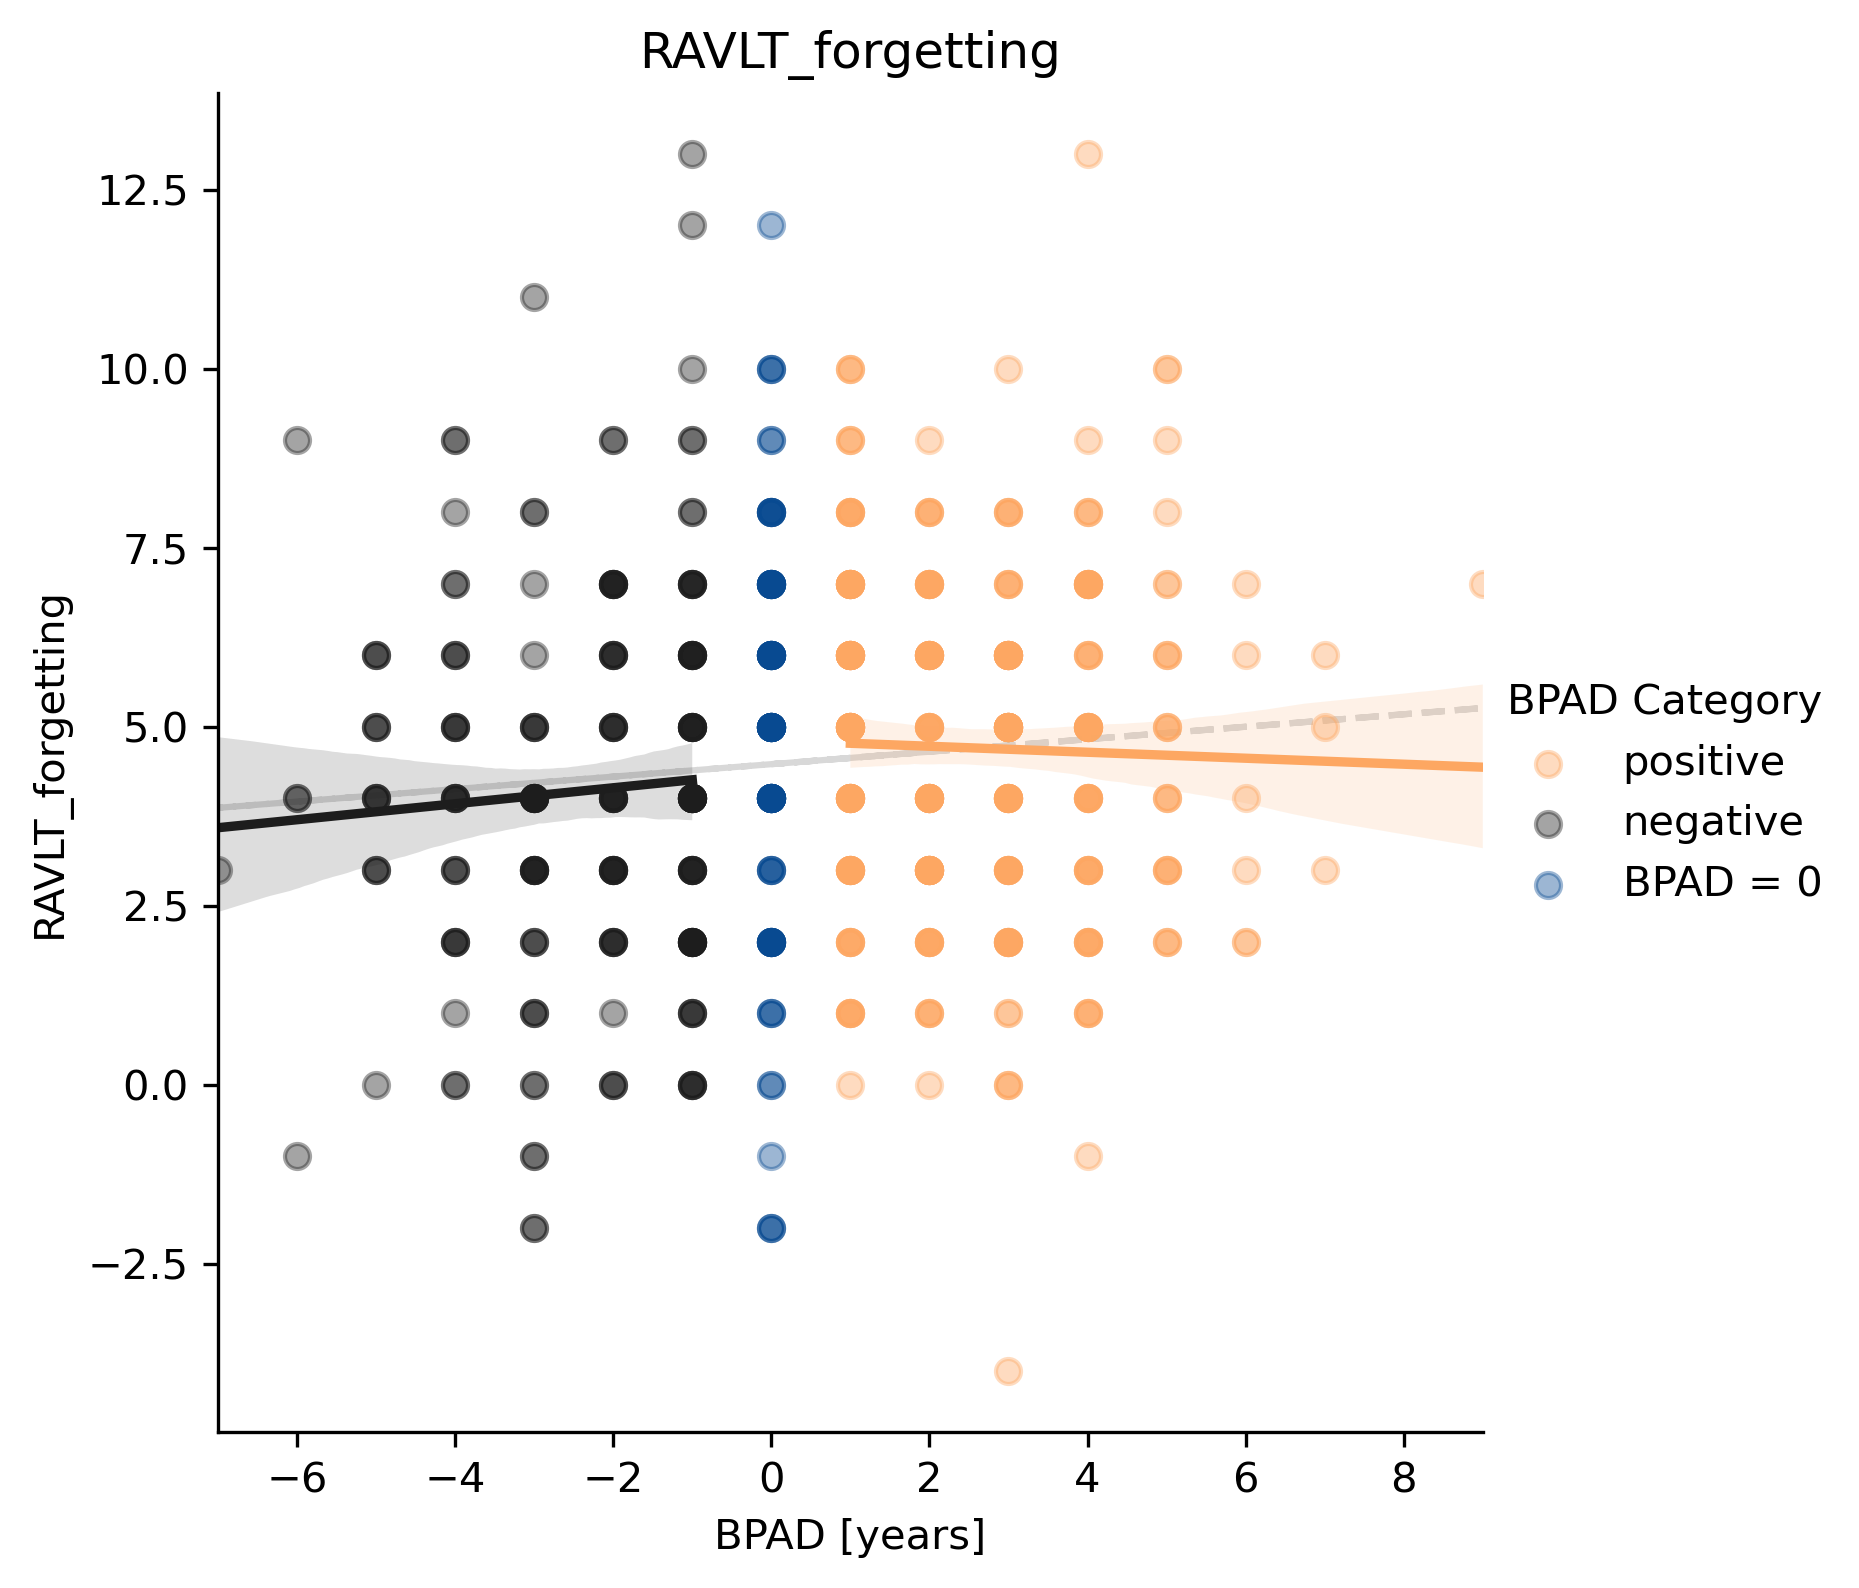 RAVLT_forgetting
RAVLT_forgetting
12.5
10.0
7.5
5.0
2.5
0.0
−2.5
−6
−4
−2
0
2
4
6
8
BPAD [years]
BPAD Category
positive
negative
BPAD = 0